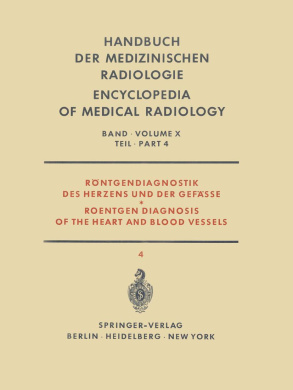 HANDBUCH
DER MEDIZINISCHEN
RADIOLOGIE
ENCYCLOPEDIA
OF MEDICAL RADIOLOGY
BAND · VOLUME X
TEIL · PART 4
RÖNTGENDIAGNOSTIK
DES HERZENS UND DER GEFÄSSE
*
ROENTGEN DIAGNOSIS
OF THE HEART AND BLOOD VESSELS
4
SPRINGER-VERLAG
BERLIN · HEIDELBERG · NEW YORK